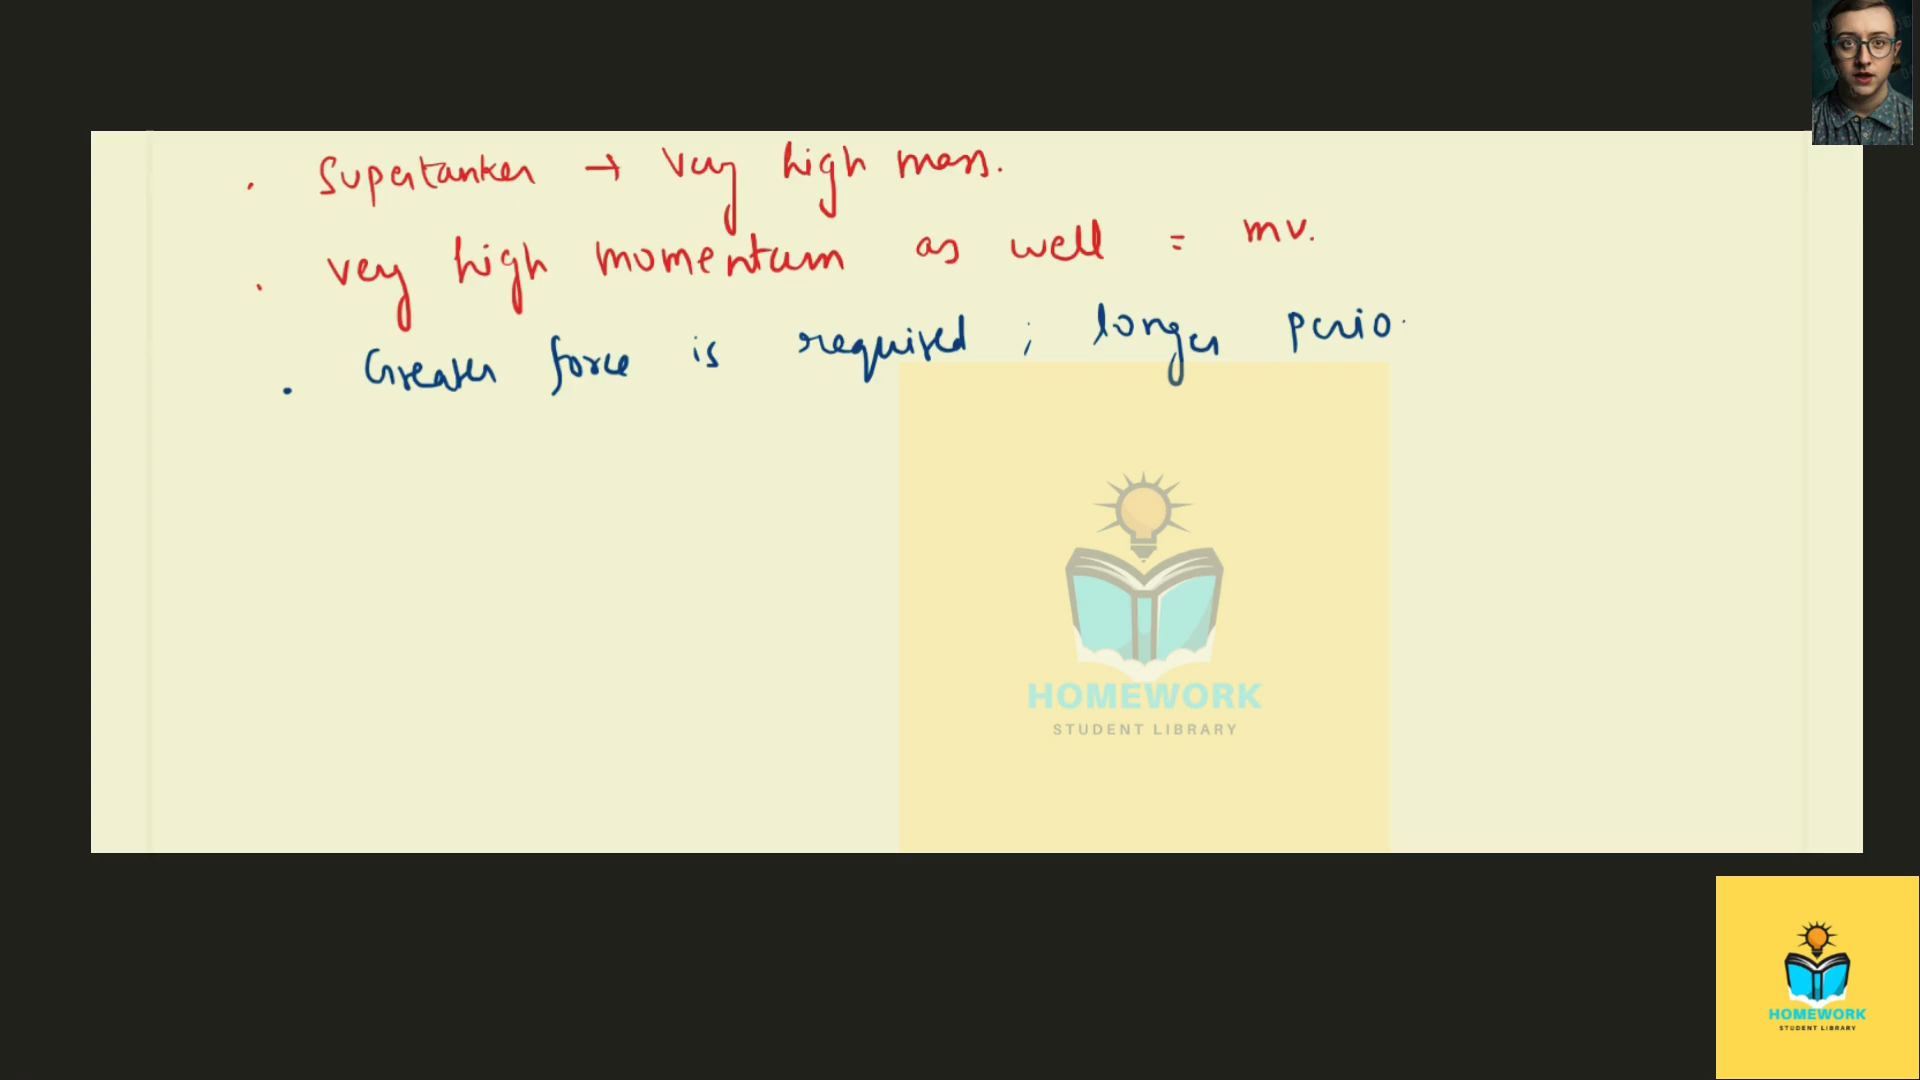 . Supertanker → Very high mass.
. very high momentum as well = mv.
. Greater force is required ; longer perio
HOMEWORK
STUDENT LIBRARY
HOMEWORK
STUDENT LIBRARY